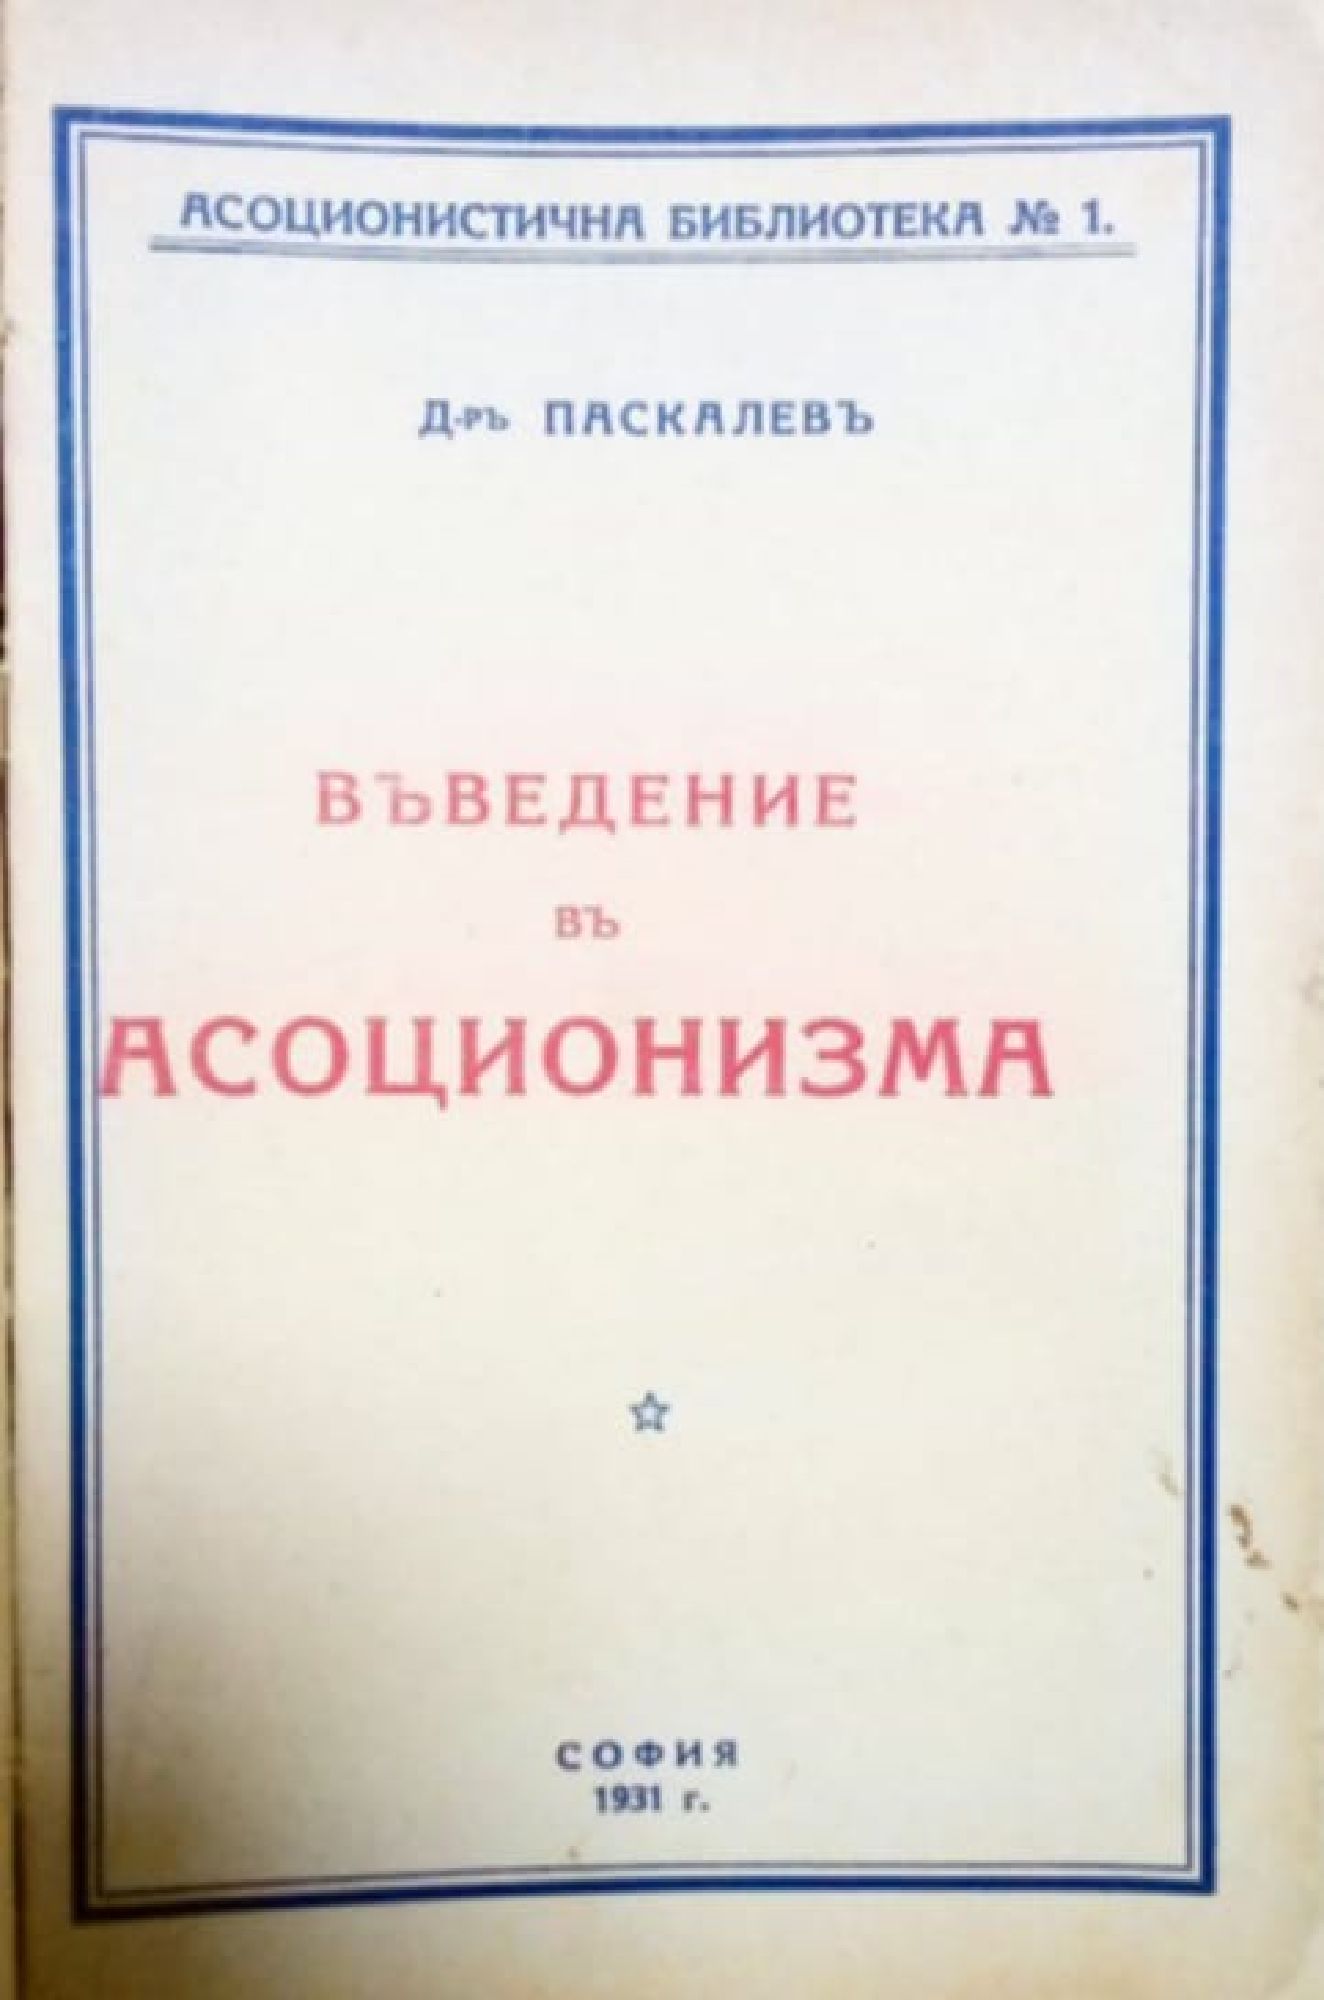 АСОЦИОНИСТИЧНА БИБЛИОТЕКА № 1.
Д-ръ ПАСКАЛЕВЪ
ВЪВЕДЕНИЕ
ВЪ
АСОЦИОНИЗМА
СОФИЯ
1931 г.